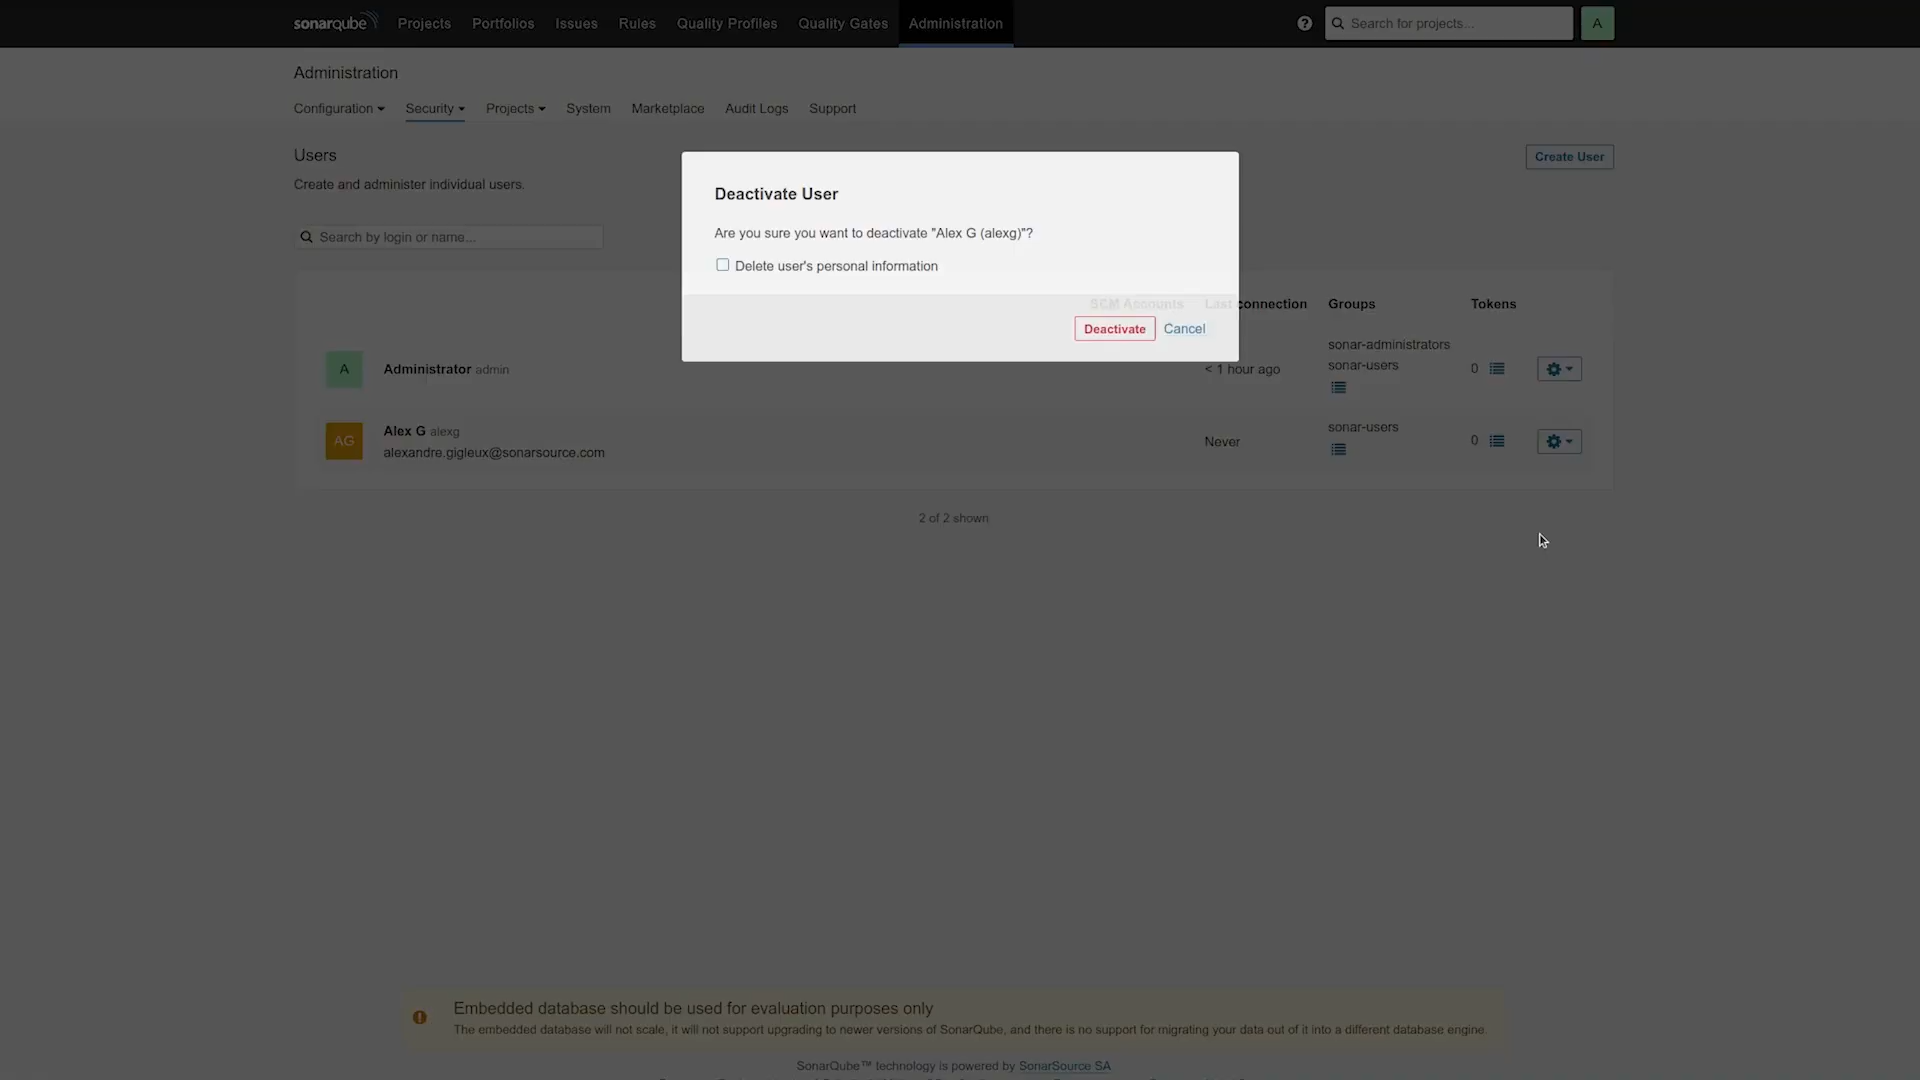 sonarqube Projects Portfolios Issues Rules Quality Profiles Quality Gates Administration Search for projects... A
Administration
Configuration Security Projects System Marketplace Audit Logs Support
Users
Create User
Create and administer individual users.
Search by login or name...
Deactivate User
Are you sure you want to deactivate "Alex G (alexg)"?
Delete user's personal information
SCM Accounts Last connection Groups Tokens
Deactivate Cancel
sonar-administrators
A Administrator admin < 1 hour ago sonar-users 0
AG Alex G alexg sonar-users
alexandre.gigleux@sonarsource.com Never 0
2 of 2 shown
Embedded database should be used for evaluation purposes only
The embedded database will not scale, it will not support upgrading to newer versions of SonarQube, and there is no support for migrating your data out of it into a different database engine.
SonarQube™ technology is powered by SonarSource SA